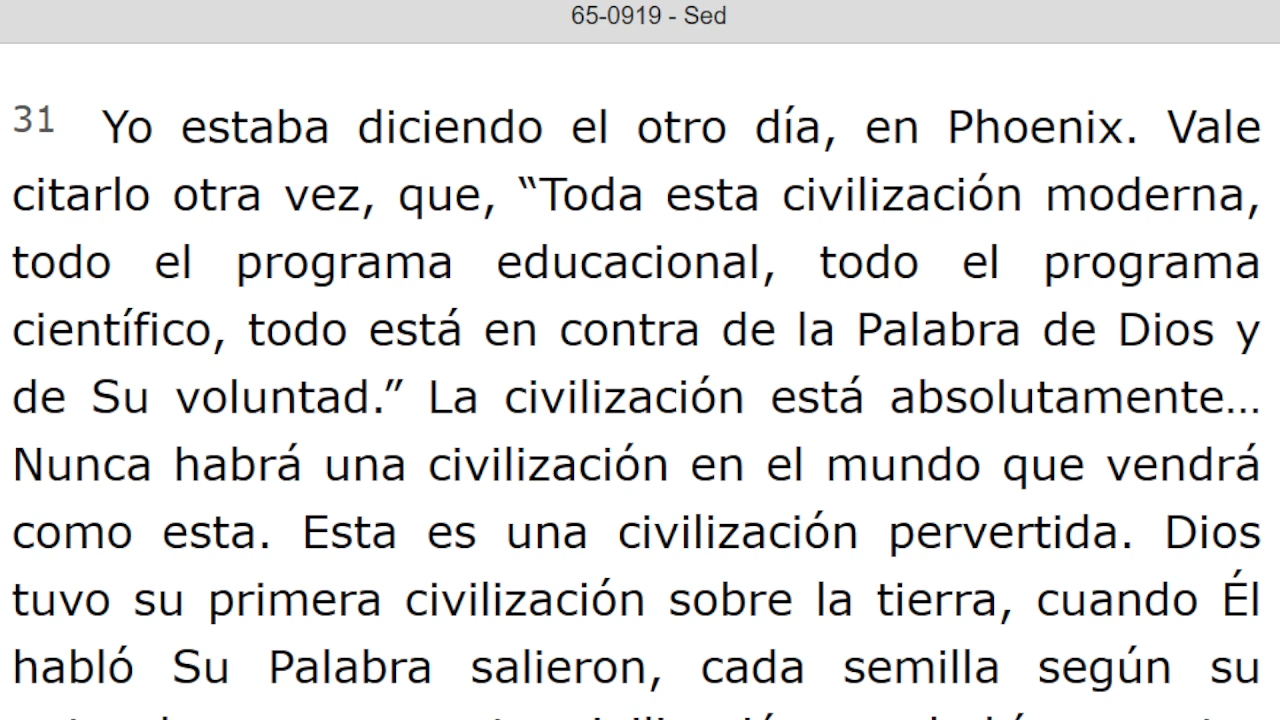 65-0919 - Sed
31 Yo estaba diciendo el otro día, en Phoenix. Vale
citarlo otra vez, que, “Toda esta civilización moderna,
todo el programa educacional, todo el programa
científico, todo está en contra de la Palabra de Dios y
de Su voluntad.” La civilización está absolutamente…
Nunca habrá una civilización en el mundo que vendrá
como esta. Esta es una civilización pervertida. Dios
tuvo su primera civilización sobre la tierra, cuando Él
habló Su Palabra salieron, cada semilla según su